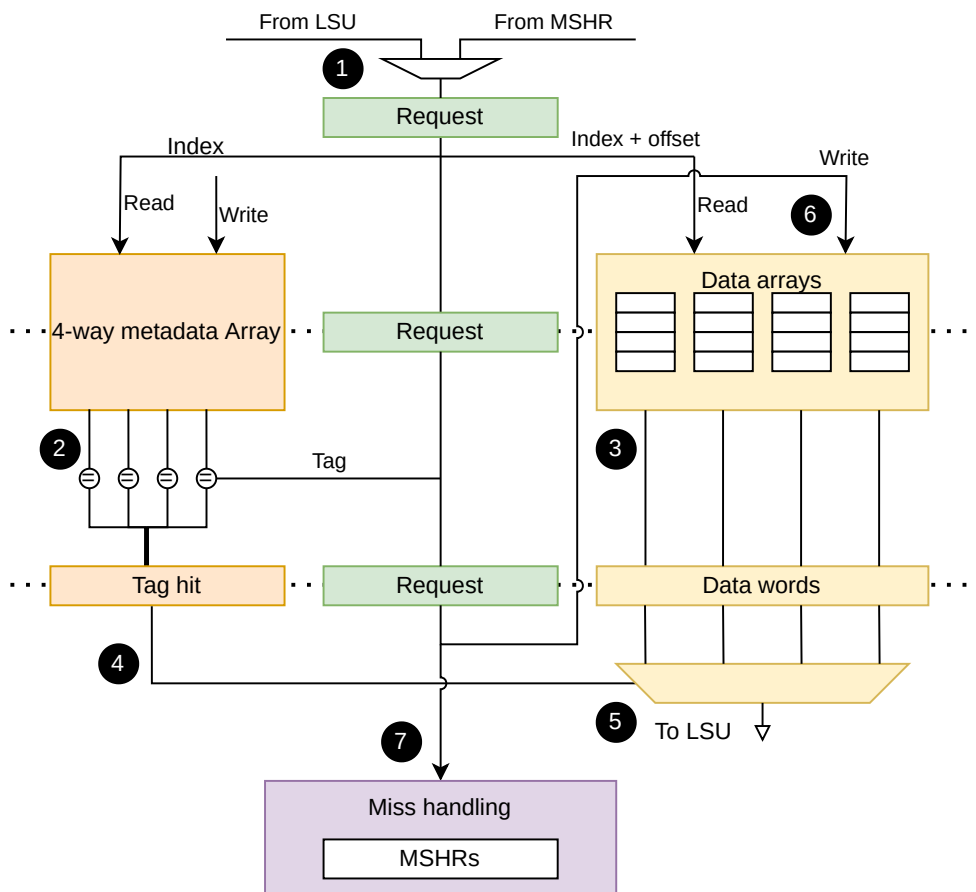 From LSU
From MSHR
1
Request
Index
Index + offset
Write
Read
Write
Read
6
4-way metadata Array
Request
Data arrays
2
3
Tag
Tag hit
Request
Data words
4
5
To LSU
7
Miss handling
MSHRs